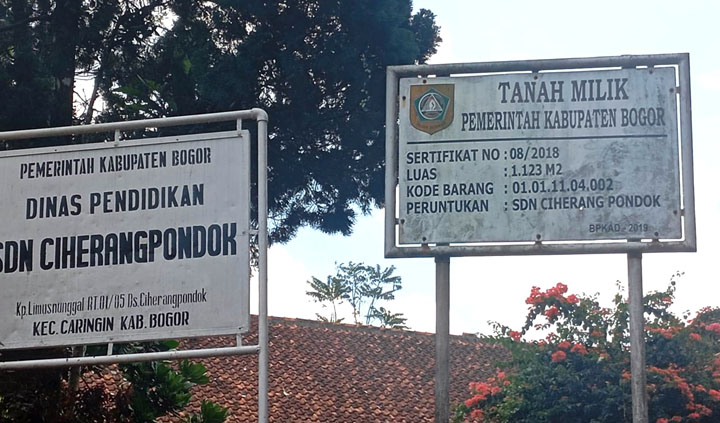 PEMERINTAH KABUPATEN BOGOR
DINAS PENDIDIKAN
SDN CIHERANGPONDOK
Kp.Limusnunggal RT.01/05 Ds.Ciherangpondok
KEC. CARINGIN KAB. BOGOR
TANAH MILIK
PEMERINTAH KABUPATEN BOGOR
SERTIFIKAT NO : 08/2018
LUAS : 1.123 M2
KODE BARANG : 01.01.11.04.002
PERUNTUKAN : SDN CIHERANG PONDOK
BPKAD - 2019